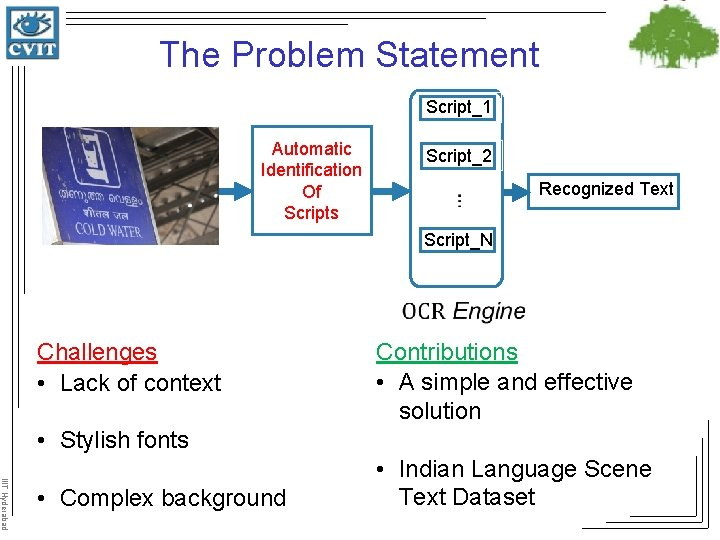 CVIT
The Problem Statement
Script_1
Automatic
Identification
Of
Scripts
Script_2
⋮
Script_N
Recognized Text
തണുത്ത വെള്ളം
शीतल जल
COLD WATER
OCR Engine
Challenges
• Lack of context
• Stylish fonts
• Complex background
Contributions
• A simple and effective
solution
• Indian Language Scene
Text Dataset
IIIT Hyderabad